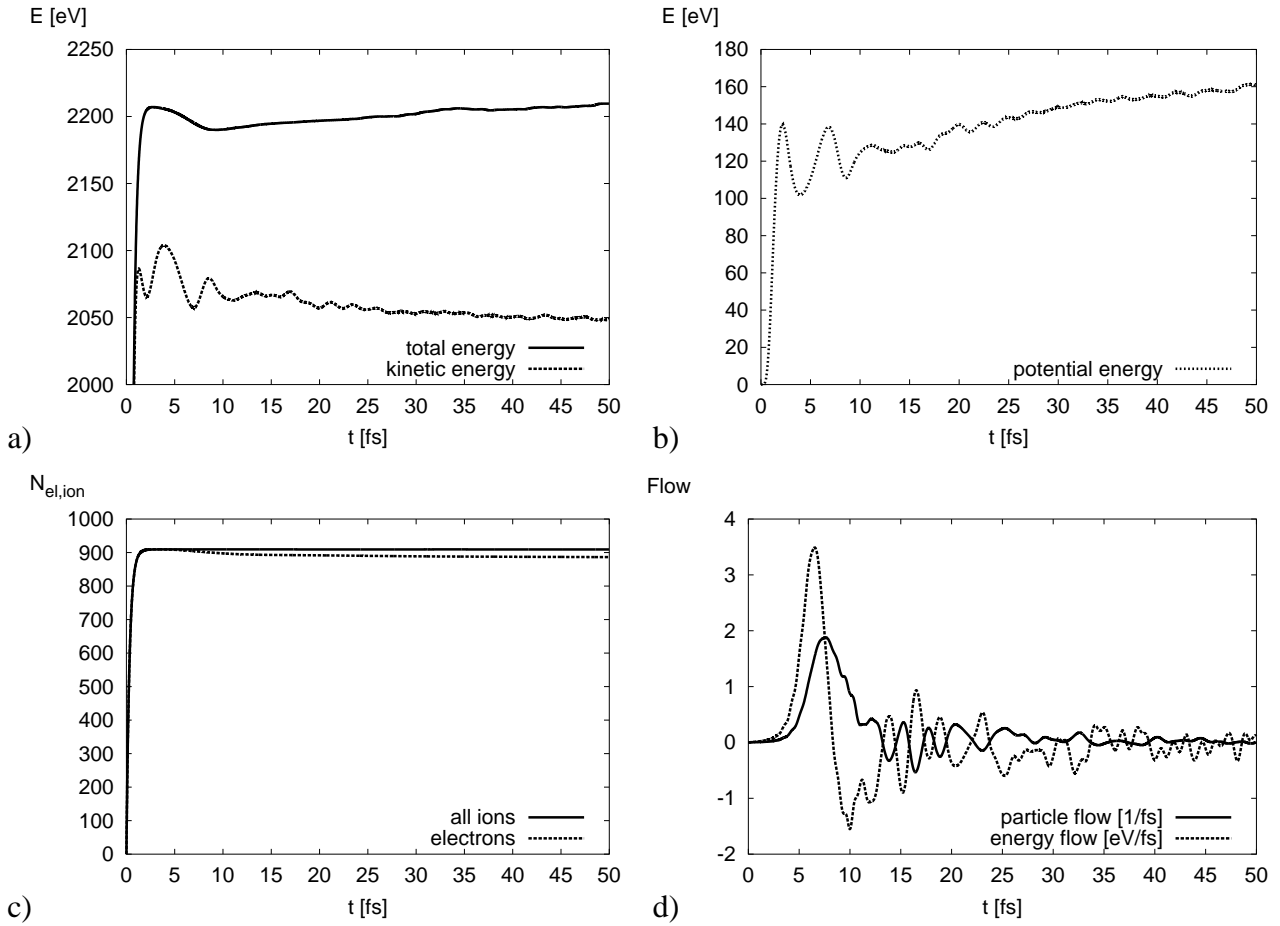 E [eV]
2250
2200
2150
2100
2050
2000
total energy
kinetic energy
0 5 10 15 20 25 30 35 40 45 50
t [fs]
a)
E [eV]
180
160
140
120
100
80
60
40
20
0
potential energy
0 5 10 15 20 25 30 35 40 45 50
t [fs]
b)
N_el,ion
1000
900
800
700
600
500
400
300
200
100
0
all ions
electrons
0 5 10 15 20 25 30 35 40 45 50
t [fs]
c)
Flow
4
3
2
1
0
-1
-2
particle flow [1/fs]
energy flow [eV/fs]
0 5 10 15 20 25 30 35 40 45 50
t [fs]
d)